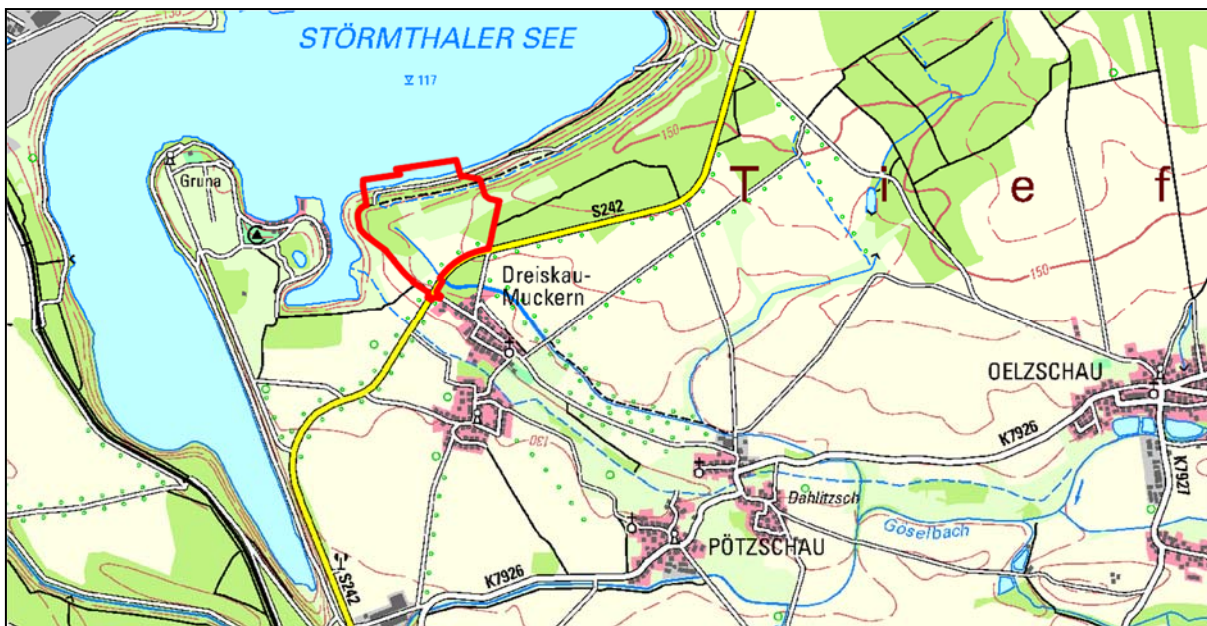 STÖRMTHALER SEE
117
150
T i e f
Gruna
S242
Dreiskau-
Muckern
150
OELZSCHAU
K7926
130
K7927
Dahlitzsch
Göselbach
PÖTZSCHAU
K7926
S242